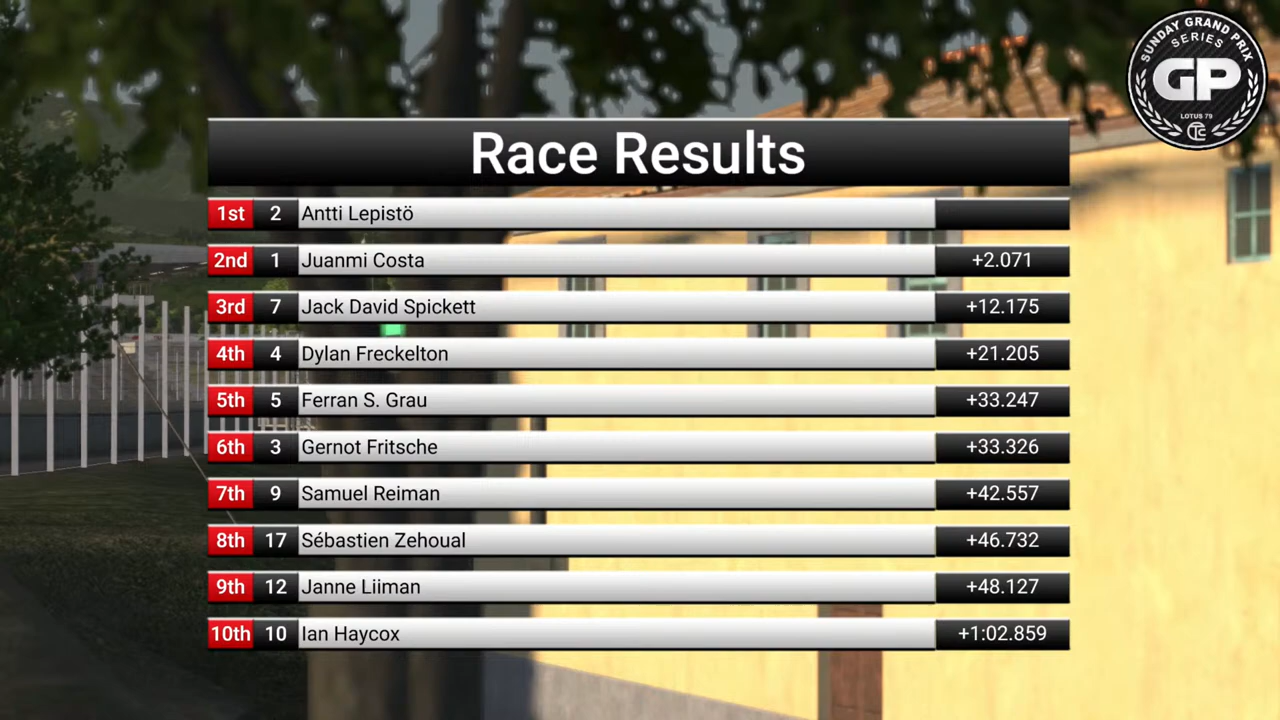 SUNDAY GRAND PRIX
SERIES
GP
LOTUS 79
Race Results
1st 2 Antti Lepistö
2nd 1 Juanmi Costa +2.071
3rd 7 Jack David Spickett +12.175
4th 4 Dylan Freckelton +21.205
5th 5 Ferran S. Grau +33.247
6th 3 Gernot Fritsche +33.326
7th 9 Samuel Reiman +42.557
8th 17 Sébastien Zehoual +46.732
9th 12 Janne Liiman +48.127
10th 10 Ian Haycox +1:02.859